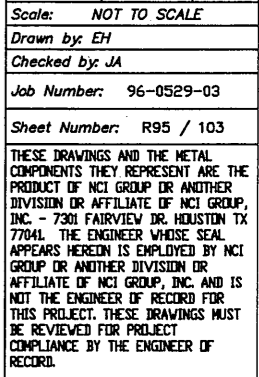 Scale: NOT TO SCALE
Drawn by: EH
Checked by: JA
Job Number: 96-0529-03
Sheet Number: R95 / 103
THESE DRAWINGS AND THE METAL
COMPONENTS THEY REPRESENT ARE THE
PRODUCT OF NCI GROUP OR ANOTHER
DIVISION OR AFFILIATE OF NCI GROUP,
INC. - 7301 FAIRVIEW DR. HOUSTON TX
77041. THE ENGINEER WHOSE SEAL
APPEARS HEREON IS EMPLOYED BY NCI
GROUP OR ANOTHER DIVISION OR
AFFILIATE OF NCI GROUP, INC. AND IS
NOT THE ENGINEER OF RECORD FOR
THIS PROJECT. THESE DRAWINGS MUST
BE REVIEWED FOR PROJECT
COMPLIANCE BY THE ENGINEER OF
RECORD.